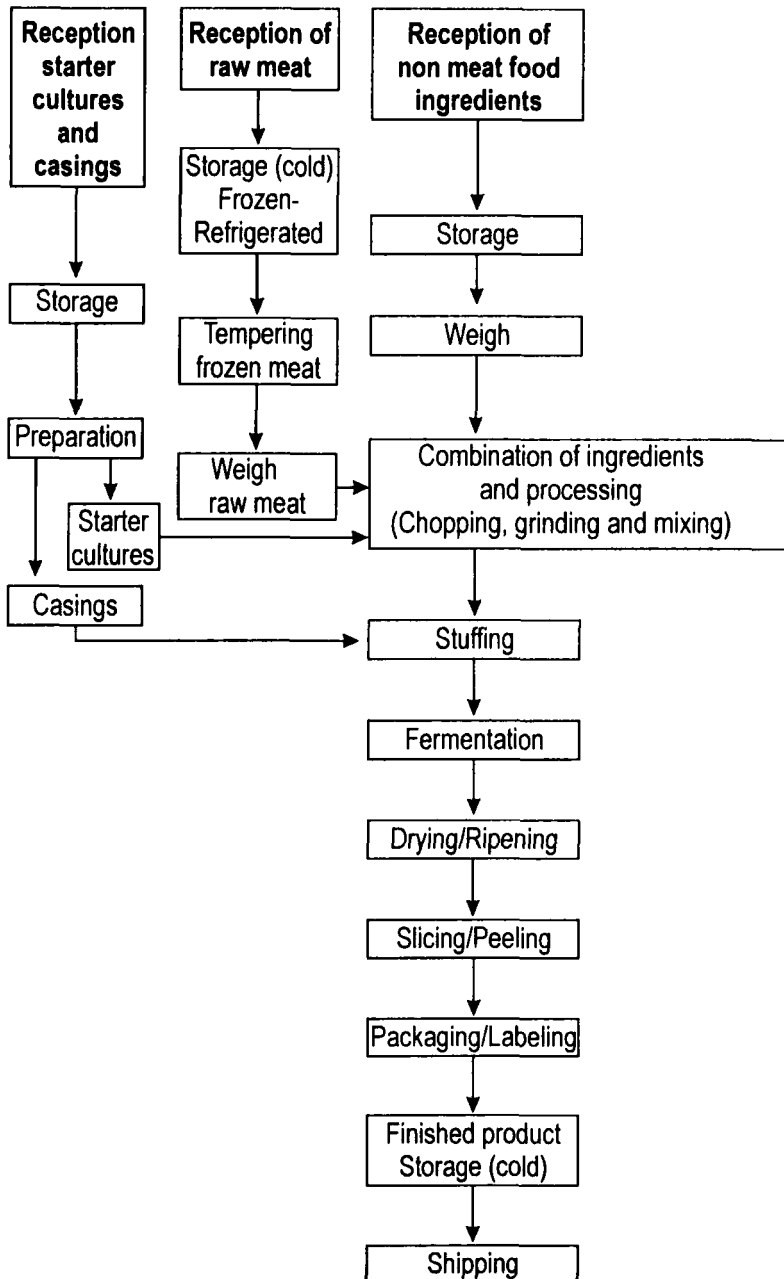 Reception
starter
cultures
and
casings
Reception of
raw meat
Reception of
non meat food
ingredients
Storage (cold)
Frozen-
Refrigerated
Storage
Storage
Tempering
frozen meat
Weigh
Preparation
Weigh
raw meat
Combination of ingredients
and processing
(Chopping, grinding and mixing)
Starter
cultures
Casings
Stuffing
Fermentation
Drying/Ripening
Slicing/Peeling
Packaging/Labeling
Finished product
Storage (cold)
Shipping